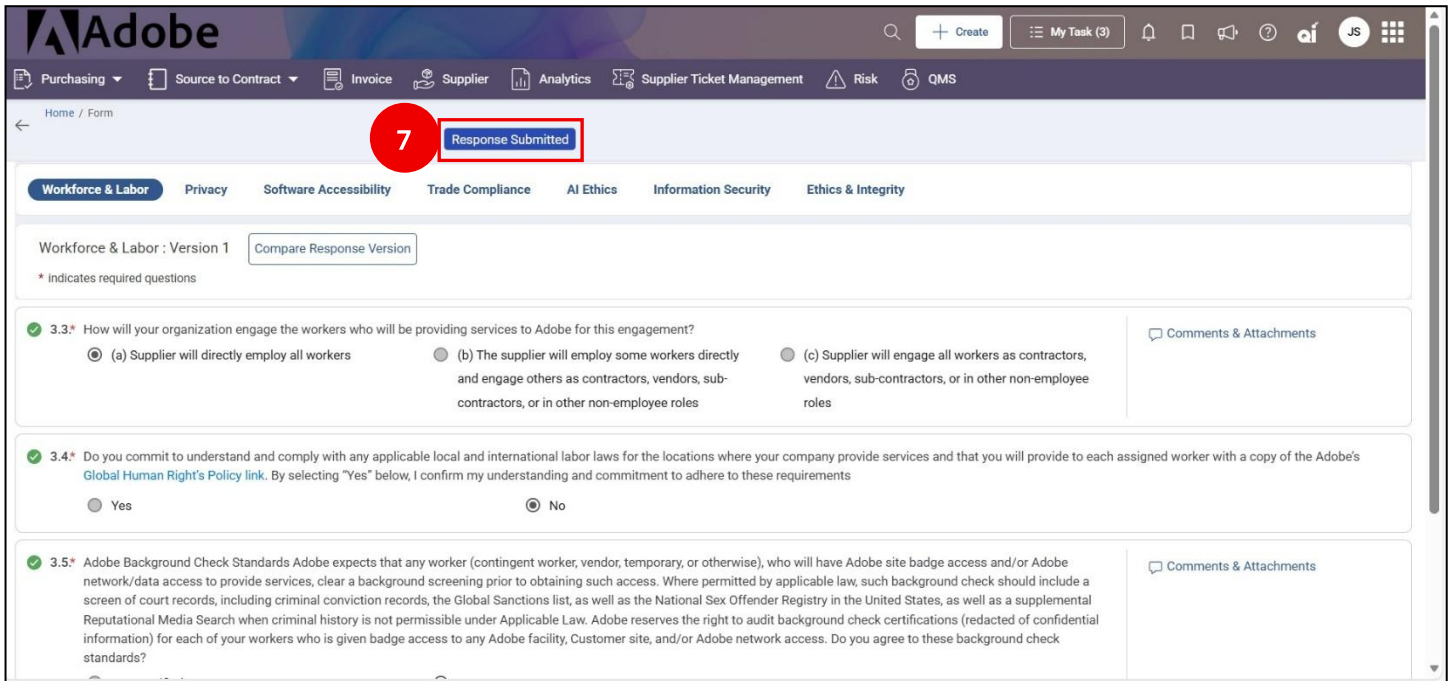 Adobe
Create
My Task (3)
JS
Purchasing
Source to Contract
Invoice
Supplier
Analytics
Supplier Ticket Management
Risk
QMS
Home / Form
7
Response Submitted
Workforce & Labor
Privacy
Software Accessibility
Trade Compliance
AI Ethics
Information Security
Ethics & Integrity
Workforce & Labor : Version 1
Compare Response Version
* indicates required questions
3.3.* How will your organization engage the workers who will be providing services to Adobe for this engagement?
(a) Supplier will directly employ all workers
(b) The supplier will employ some workers directly
and engage others as contractors, vendors, sub-
contractors, or in other non-employee roles
(c) Supplier will engage all workers as contractors,
vendors, sub-contractors, or in other non-employee
roles
Comments & Attachments
3.4.* Do you commit to understand and comply with any applicable local and international labor laws for the locations where your company provide services and that you will provide to each assigned worker with a copy of the Adobe's
Global Human Right's Policy link. By selecting "Yes" below, I confirm my understanding and commitment to adhere to these requirements
Yes
No
3.5.* Adobe Background Check Standards Adobe expects that any worker (contingent worker, vendor, temporary, or otherwise), who will have Adobe site badge access and/or Adobe
network/data access to provide services, clear a background screening prior to obtaining such access. Where permitted by applicable law, such background check should include a
screen of court records, including criminal conviction records, the Global Sanctions list, as well as the National Sex Offender Registry in the United States, as well as a supplemental
Reputational Media Search when criminal history is not permissible under Applicable Law. Adobe reserves the right to audit background check certifications (redacted of confidential
information) for each of your workers who is given badge access to any Adobe facility, Customer site, and/or Adobe network access. Do you agree to these background check
standards?
Comments & Attachments